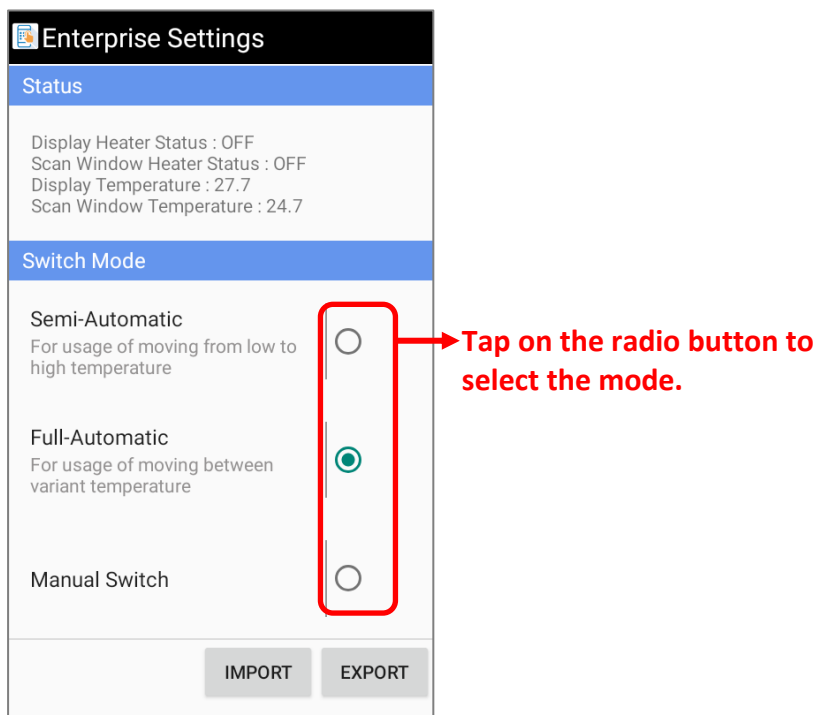 Enterprise Settings
Status
Display Heater Status : OFF
Scan Window Heater Status : OFF
Display Temperature : 27.7
Scan Window Temperature : 24.7
Switch Mode
Semi-Automatic
For usage of moving from low to
high temperature
Tap on the radio button to
select the mode.
Full-Automatic
For usage of moving between
variant temperature
Manual Switch
IMPORT EXPORT